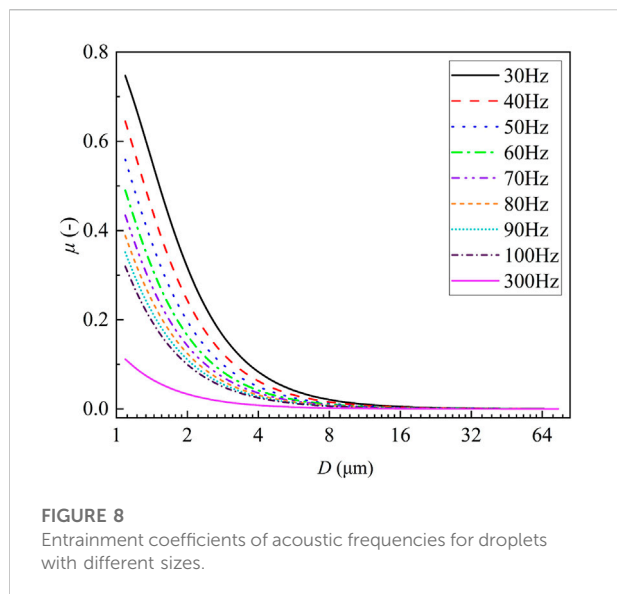 0.8
0.6
0.4
0.2
0.0
μ (-)
30Hz
40Hz
50Hz
60Hz
70Hz
80Hz
90Hz
100Hz
300Hz
1 2 4 8 16 32 64
D (μm)
FIGURE 8
Entrainment coefficients of acoustic frequencies for droplets
with different sizes.